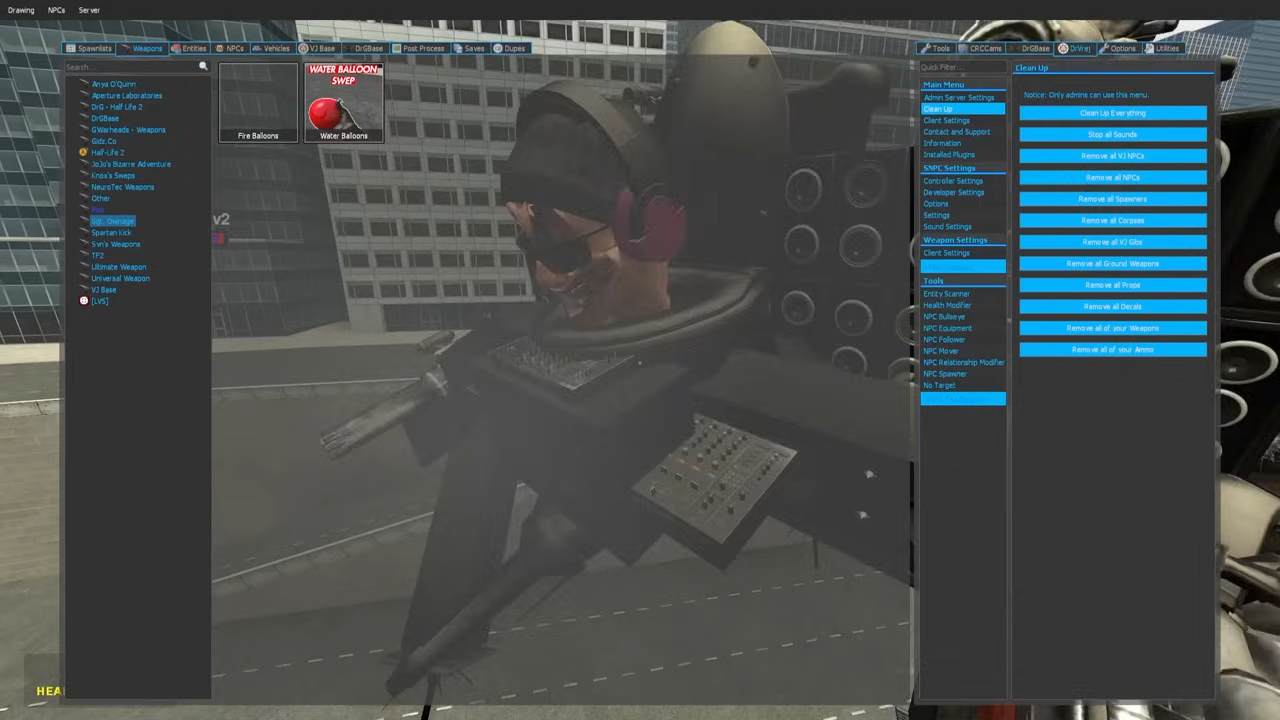 Drawing NPCs Server
Spawnlists Weapons Entities NPCs Vehicles VJ Base DrGBase Post Process Saves Dupes
Search...
Anya O'Quinn
Aperture Laboratories
DrG - Half Life 2
DrGBase
GWarheads - Weapons
Gidz.Co
Half-Life 2
JoJo's Bizarre Adventure
Knox's Sweps
NeuroTec Weapons
Other
Sgt. Ownage
Spartan Kick
Svn's Weapons
TF2
Ultimate Weapon
Universal Weapon
VJ Base
[LVS]
Fire Balloons
WATER BALLOON
SWEP
Water Balloons
v2
HEA
Tools CRCCams DrGBase DrVrej Options Utilities
Quick Filter...
Main Menu
Admin Server Settings
Clean Up
Client Settings
Contact and Support
Information
Installed Plugins
SNPC Settings
Controller Settings
Developer Settings
Options
Settings
Sound Settings
Weapon Settings
Client Settings
Tools
Entity Scanner
Health Modifier
NPC Bullseye
NPC Equipment
NPC Follower
NPC Mover
NPC Relationship Modifier
NPC Spawner
No Target
Clean Up
Notice: Only admins can use this menu.
Clean Up Everything
Stop all Sounds
Remove all VJ NPCs
Remove all NPCs
Remove all Spawners
Remove all Corpses
Remove all VJ Gibs
Remove all Ground Weapons
Remove all Props
Remove all Decals
Remove all of your Weapons
Remove all of your Ammo